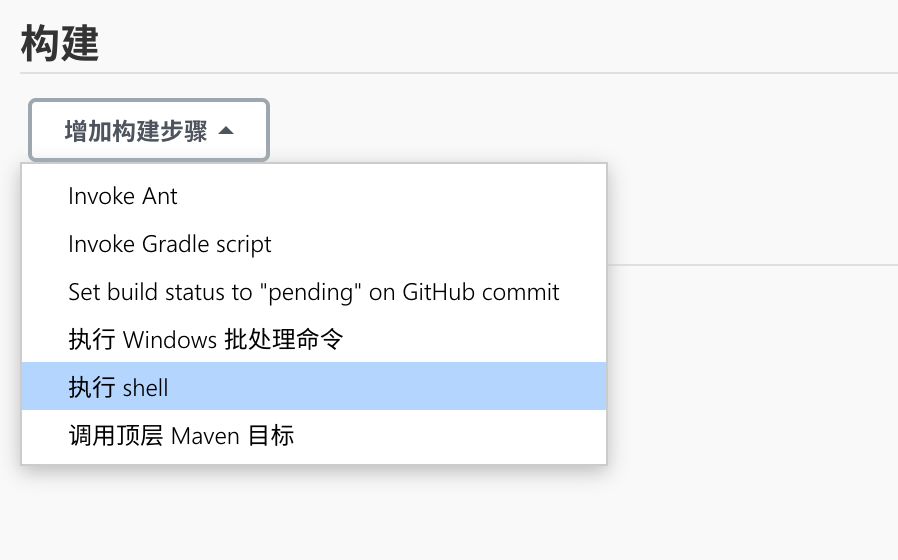 构建
增加构建步骤
Invoke Ant
Invoke Gradle script
Set build status to "pending" on GitHub commit
执行 Windows 批处理命令
执行 shell
调用顶层 Maven 目标